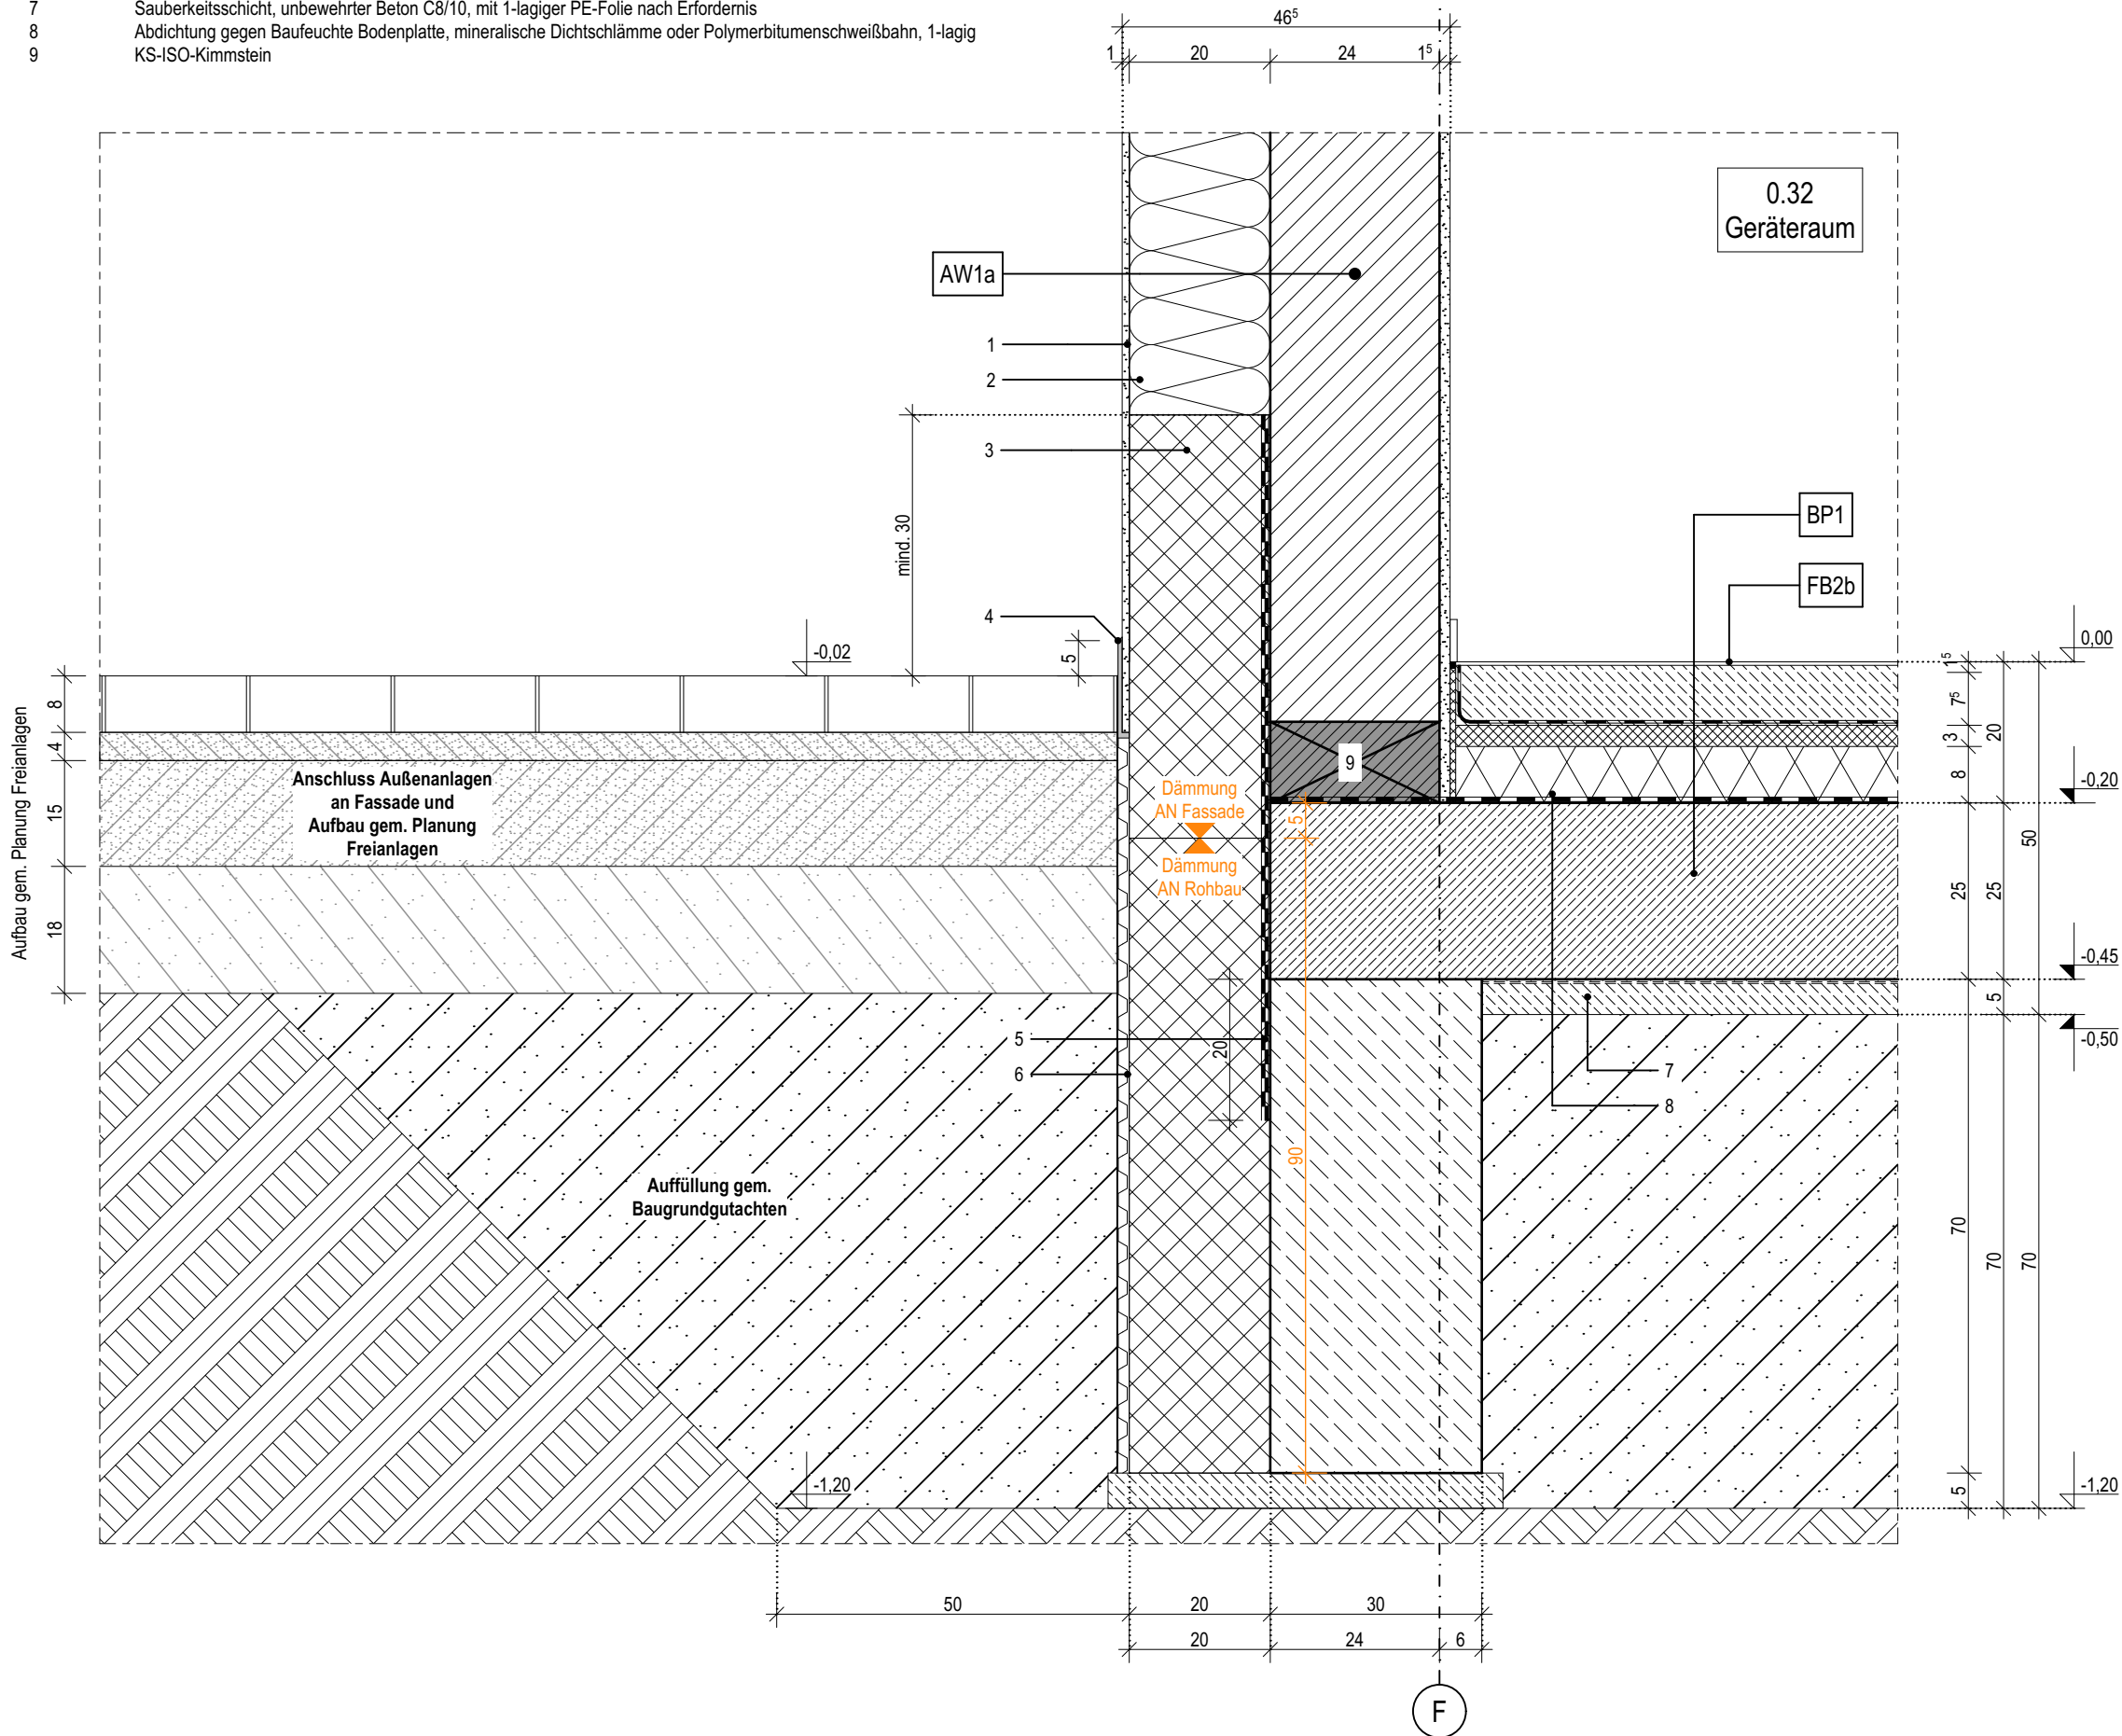 7 Sauberkeitsschicht, unbewehrter Beton C8/10, mit 1-lagiger PE-Folie nach Erfordernis
8 Abdichtung gegen Baufeuchte Bodenplatte, mineralische Dichtschlämme oder Polymerbitumenschweißbahn, 1-lagig
9 KS-ISO-Kimmstein
46⁵
1 20 24 1⁵
0.32
Geräteraum
AW1a
1
2
3
mind. 30
BP1
FB2b
4
5
-0,02
0,00
Aufbau gem. Planung Freianlagen
8
4
15
18
Anschluss Außenanlagen
an Fassade und
Aufbau gem. Planung
Freianlagen
Dämmung
AN Fassade
Dämmung
AN Rohbau
9
5
90
1⁵
7⁵
3
8
25
5
70
5
20
25
70
50
70
-0,20
-0,45
-0,50
5
6
20
7
8
Auffüllung gem.
Baugrundgutachten
-1,20
-1,20
50 20 30
20 24 6
F